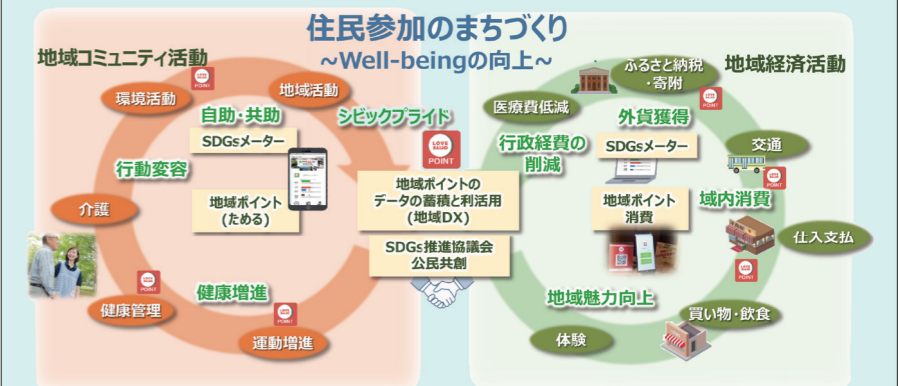 住民参加のまちづくり
~Well-beingの向上~
地域コミュニティ活動
環境活動
地域活動
自助・共助
シビックプライド
SDGsメーター
行動変容
地域ポイント
(ためる)
介護
健康管理
健康増進
運動増進
POINT
POINT
POINT
POINT
LOVE
POINT
地域ポイントの
データの蓄積と利活用
(地域DX)
SDGs推進協議会
公民共創
地域経済活動
ふるさと納税
・寄附
医療費低減
行政経費の
削減
外貨獲得
SDGsメーター
地域ポイント
消費
交通
域内消費
仕入支払
買い物・飲食
地域魅力向上
体験
POINT
POINT
POINT